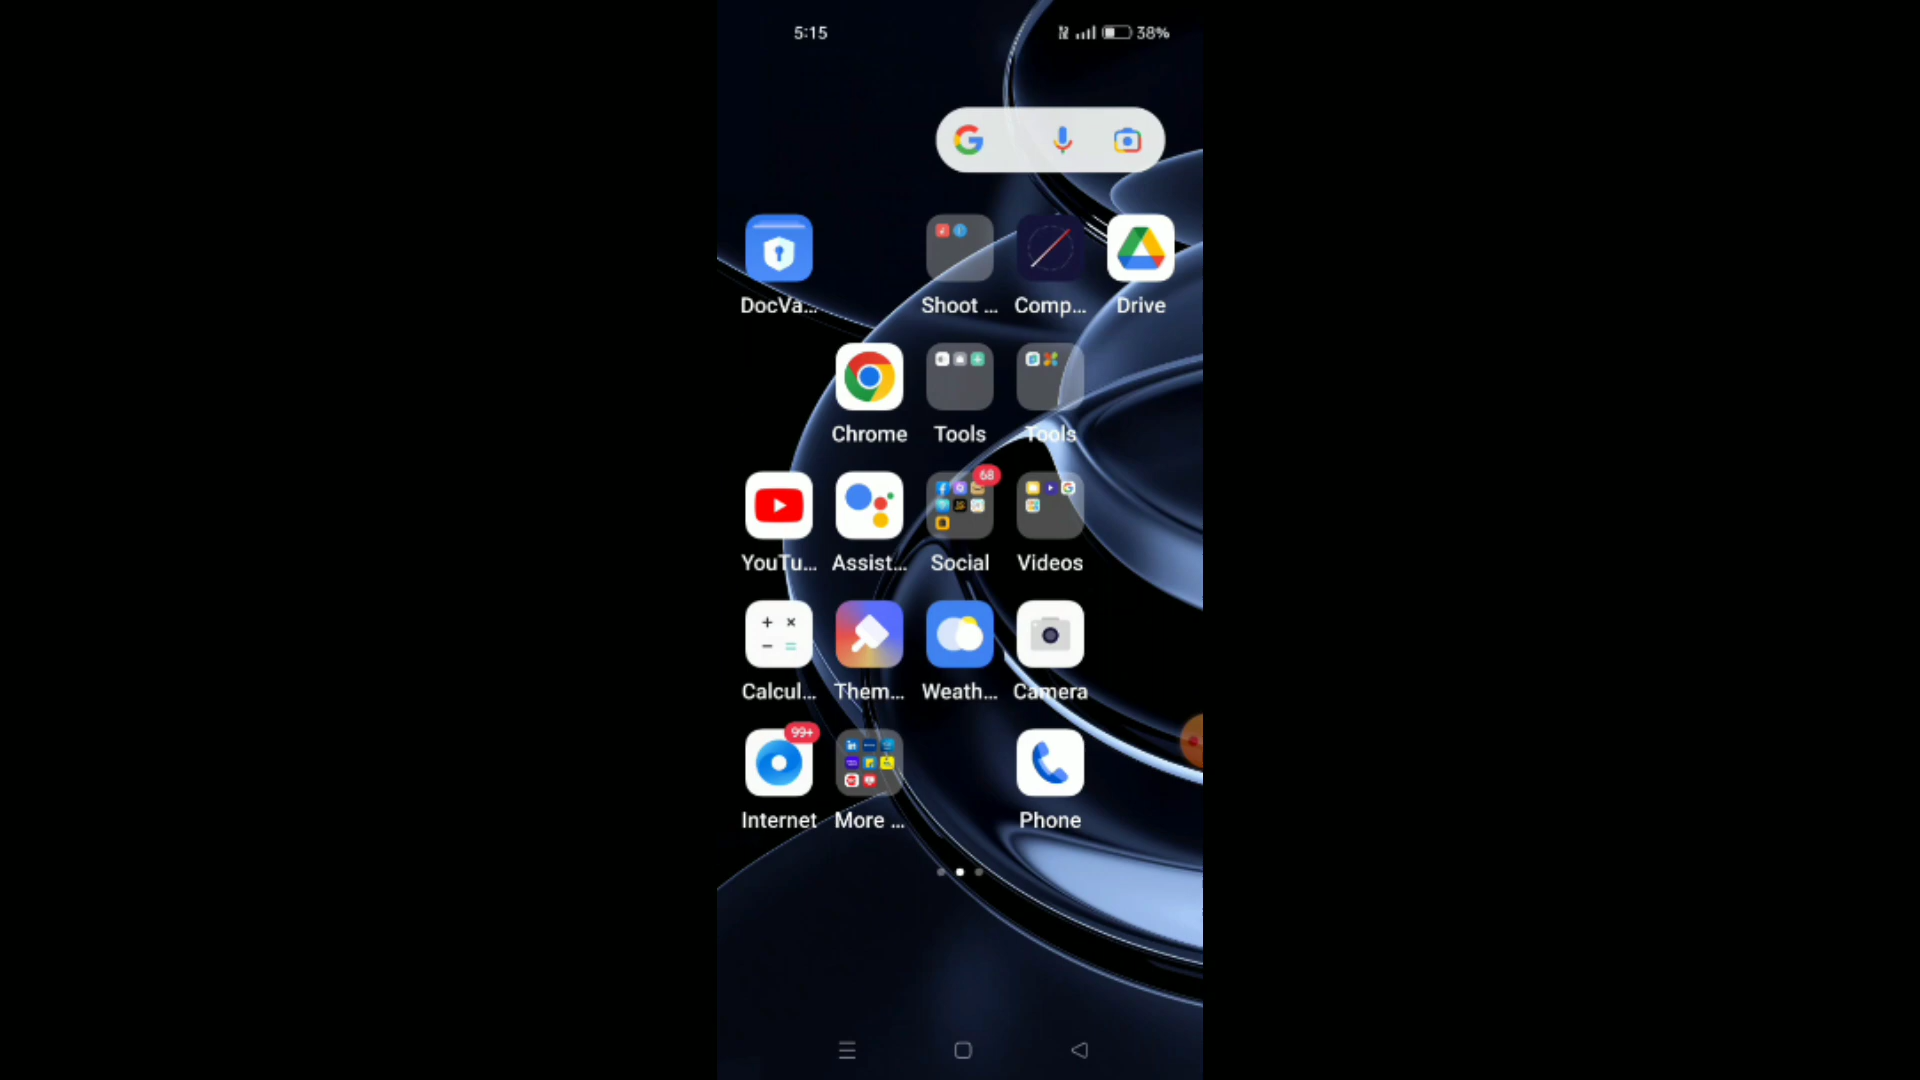 5:15
38%
DocVa...
Shoot ...
Comp...
Drive
Chrome
Tools
Tools
68
YouTu...
Assist...
Social
Videos
Calcul...
Them...
Weath...
Camera
99+
Internet
More ...
Phone